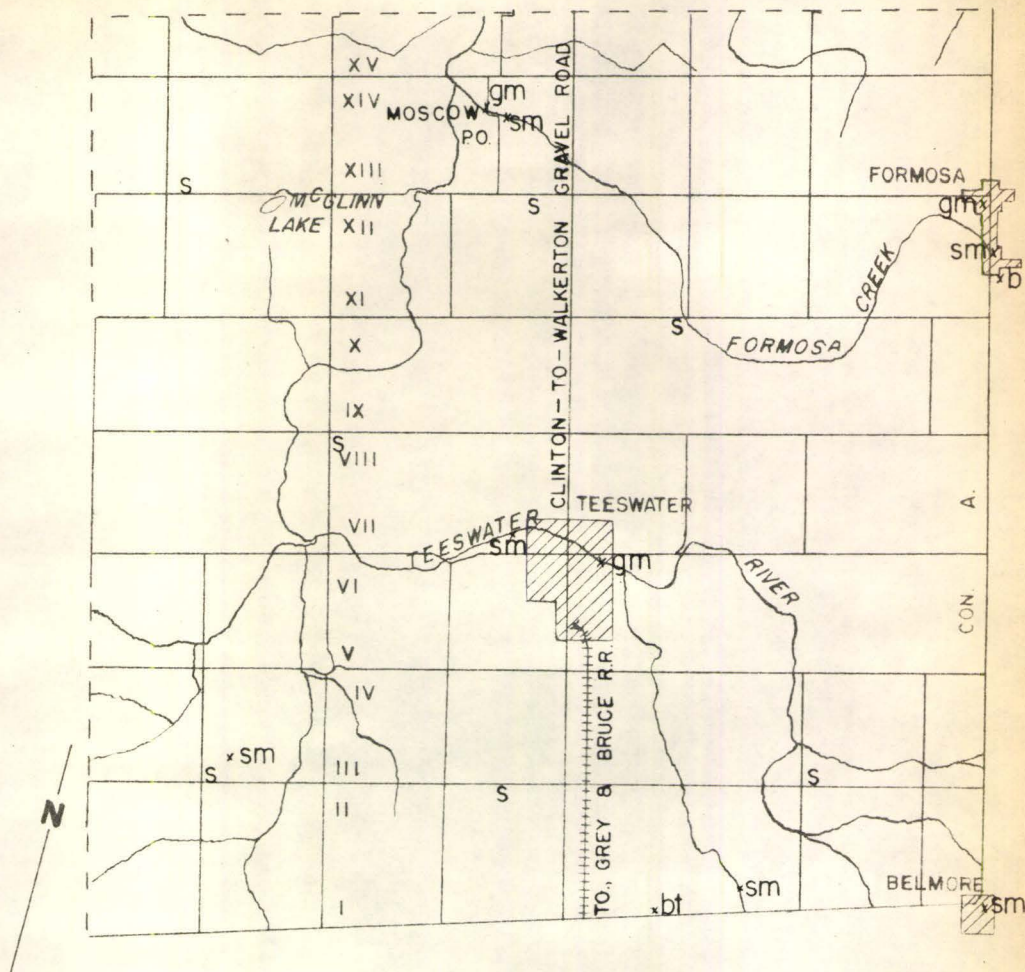 XV
CLINTON-TO-WALKERTON GRAVEL ROAD
XIV
gm
MOSCOW
sm
P.O.
XIII
S
FORMOSA
MCGLINN
LAKE
XII
S
gm
sm
b
CREEK
XI
S
FORMOSA
X
IX
S
VIII
A.
TEESWATER
VII
TEESWATER
sm
gm
RIVER
VI
CON.
V
IV
TO., GREY & BRUCE R.R.
sm
S
III
S
S
II
N
BELMORE
sm
I
bt
sm